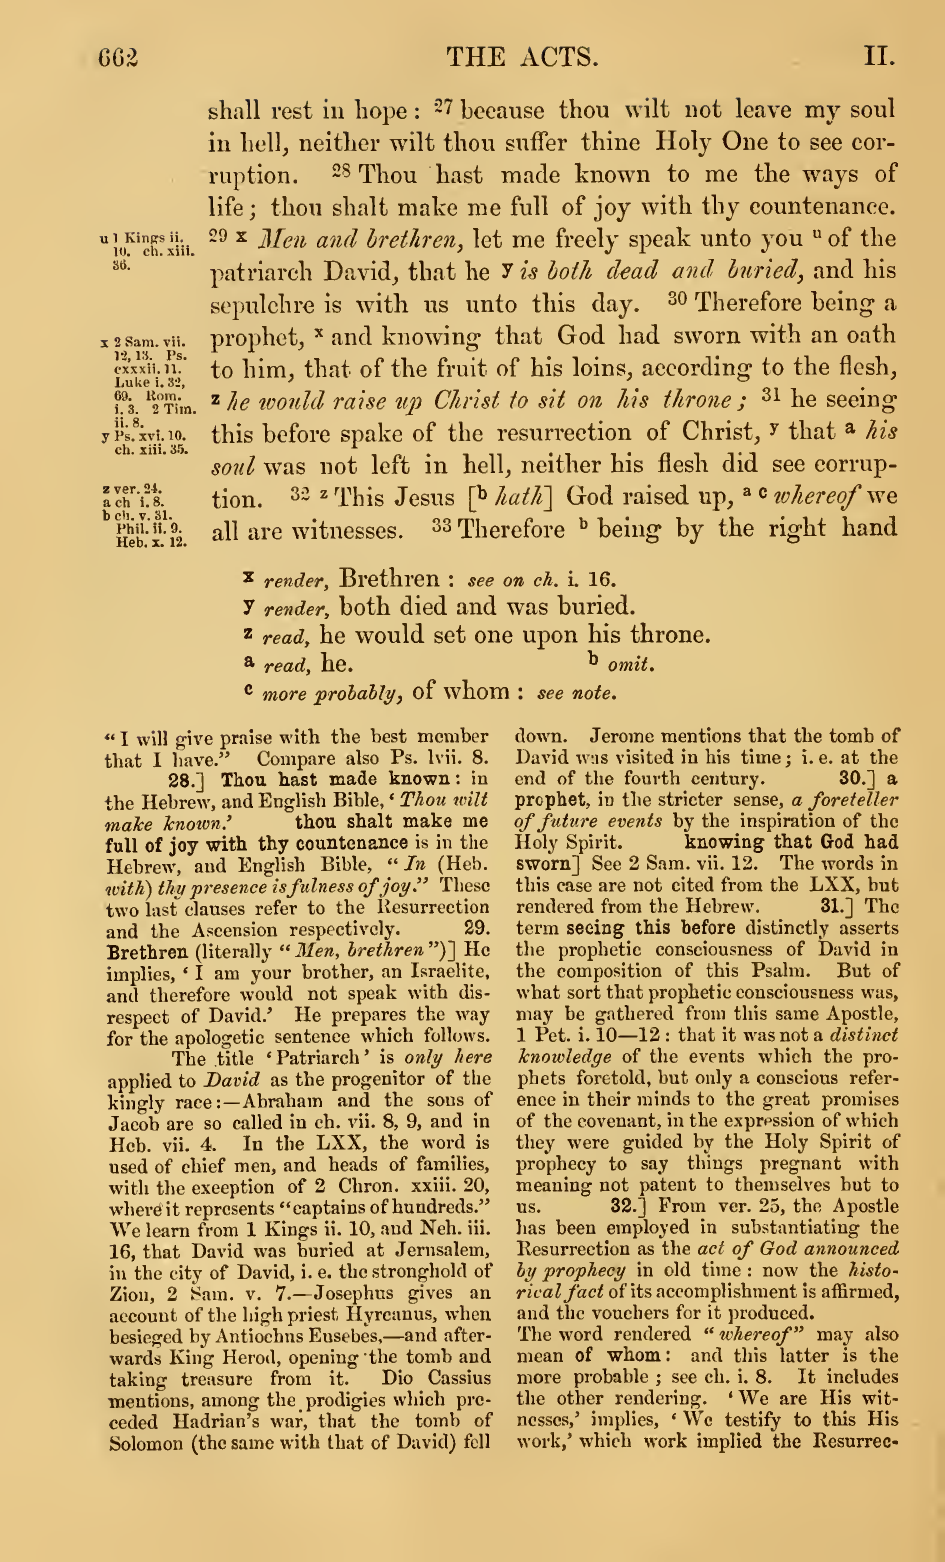 662 THE ACTS. II.
shall rest in hope : 27 because thou wilt not leave my soul
in hell, neither wilt thou suffer thine Holy One to see cor-
ruption. 28 Thou hast made known to me the ways of
life ; thou shalt make me full of joy with thy countenance.
29 x Men and brethren, let me freely speak unto you u of the
patriarch David, that he y is both dead and buried, and his
sepulchre is with us unto this day. 30 Therefore being a
prophet, x and knowing that God had sworn with an oath
to him, that of the fruit of his loins, according to the flesh,
z he would raise up Christ to sit on his throne ; 31 he seeing
this before spake of the resurrection of Christ, y that a his
soul was not left in hell, neither his flesh did see corrup-
tion. 32 z This Jesus [b hath] God raised up, a c whereof we
all are witnesses. 33 Therefore b being by the right hand
u 1 Kings ii.
10. ch. xiii.
36.
x 2 Sam. vii.
12, 13. Ps.
cxxxii. 11.
Luke i. 32,
69. Rom.
i. 3. 2 Tim.
ii. 8.
y Ps. xvi. 10.
ch. xiii. 35.
z ver. 24.
a ch i. 8.
b ch. v. 31.
Phil. ii. 9.
Heb. x. 12.
x render, Brethren : see on ch. i. 16.
y render, both died and was buried.
z read, he would set one upon his throne.
a read, he. b omit.
c more probably, of whom : see note.
“ I will give praise with the best member
that I have.” Compare also Ps. lvii. 8.
28.] Thou hast made known : in
the Hebrew, and English Bible, ‘ Thou wilt
make known.’ thou shalt make me
full of joy with thy countenance is in the
Hebrew, and English Bible, “ In (Heb.
with) thy presence is fulness of joy.” These
two last clauses refer to the Resurrection
and the Ascension respectively. 29.
Brethren (literally “ Men, brethren ”)] He
implies, ‘ I am your brother, an Israelite,
and therefore would not speak with dis-
respect of David.’ He prepares the way
for the apologetic sentence which follows.
The title ‘ Patriarch ’ is only here
applied to David as the progenitor of the
kingly race :—Abraham and the sons of
Jacob are so called in ch. vii. 8, 9, and in
Heb. vii. 4. In the LXX, the word is
used of chief men, and heads of families,
with the exeeption of 2 Chron. xxiii. 20,
where it represents “captains of hundreds.”
We learn from 1 Kings ii. 10, and Neh. iii.
16, that David was buried at Jerusalem,
in the city of David, i. e. the stronghold of
Zion, 2 Sam. v. 7.—Josephus gives an
account of the high priest Hyrcanus, when
besieged by Antiochus Eusebes,—and after-
wards King Herod, opening the tomb and
taking treasure from it. Dio Cassius
mentions, among the prodigies which pre-
ceded Hadrian’s war, that the tomb of
Solomon (the same with that of David) fell
down. Jerome mentions that the tomb of
David was visited in his time ; i. e. at the
end of the fourth century. 30.] a
prophet, in the stricter sense, a foreteller
of future events by the inspiration of the
Holy Spirit. knowing that God had
sworn] See 2 Sam. vii. 12. The words in
this case are not cited from the LXX, but
rendered from the Hebrew. 31.] The
term seeing this before distinctly asserts
the prophetic consciousness of David in
the composition of this Psalm. But of
what sort that prophetic consciousness was,
may be gathered from this same Apostle,
1 Pet. i. 10—12 : that it was not a distinct
knowledge of the events which the pro-
phets foretold, but only a conscious refer-
ence in their minds to the great promises
of the covenant, in the expression of which
they were guided by the Holy Spirit of
prophecy to say things pregnant with
meaning not patent to themselves but to
us. 32.] From ver. 25, the Apostle
has been employed in substantiating the
Resurrection as the act of God announced
by prophecy in old time : now the histo-
rical fact of its accomplishment is affirmed,
and the vouchers for it produced.
The word rendered “ whereof ” may also
mean of whom : and this latter is the
more probable ; see ch. i. 8. It includes
the other rendering. ‘ We are His wit-
nesses,’ implies, ‘ We testify to this His
work,’ which work implied the Resurrec-